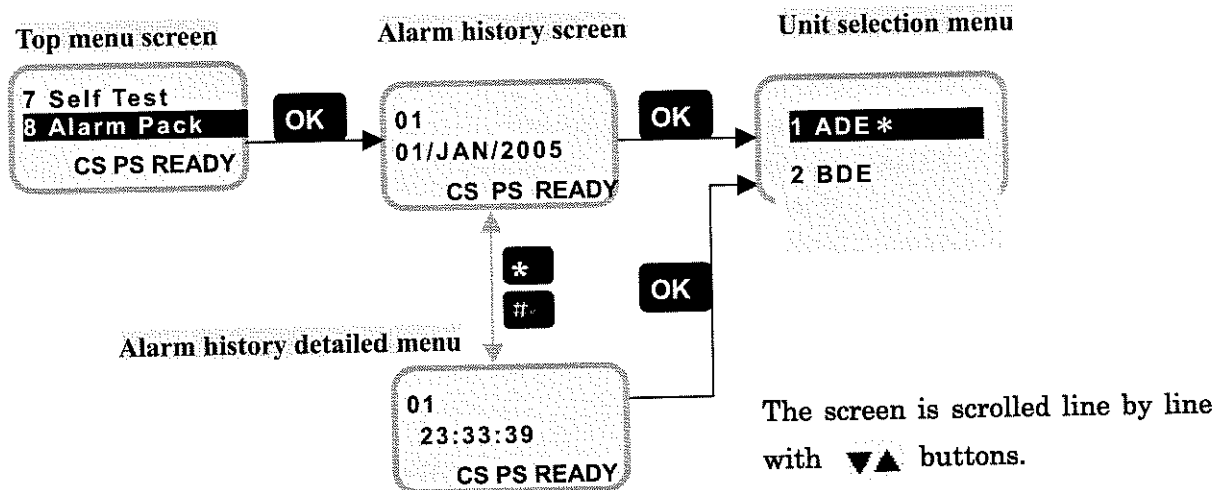 Top menu screen
7 Self Test
8 Alarm Pack
CS PS READY
OK
Alarm history screen
01
01/JAN/2005
CS PS READY
OK
Unit selection menu
1 ADE*
2 BDE
*
#
OK
Alarm history detailed menu
01
23:33:39
CS PS READY
The screen is scrolled line by line
with ▼▲ buttons.